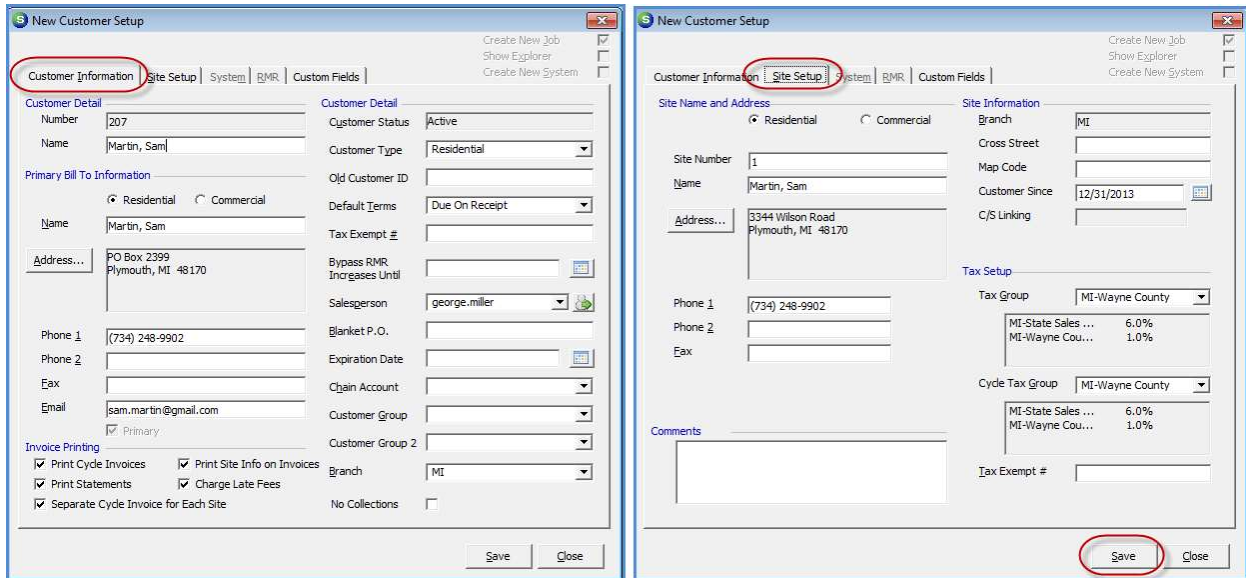 New Customer Setup
Create New Job
Show Explorer
Create New System
Customer Information Site Setup System RMR Custom Fields
Customer Detail
Number 207
Name Martin, Sam
Primary Bill To Information
Residential Commercial
Name Martin, Sam
Address... PO Box 2399
Plymouth, MI 48170
Phone 1 (734) 248-9902
Phone 2
Fax
Email sam.martin@gmail.com
Primary
Invoice Printing
Print Cycle Invoices Print Site Info on Invoices
Print Statements Charge Late Fees
Separate Cycle Invoice for Each Site
Customer Detail
Customer Status Active
Customer Type Residential
Old Customer ID
Default Terms Due On Receipt
Tax Exempt #
Bypass RMR
Increases Until
Salesperson george.miller
Blanket P.O.
Expiration Date
Chain Account
Customer Group
Customer Group 2
Branch MI
No Collections
Save Close
New Customer Setup
Create New Job
Show Explorer
Create New System
Customer Information Site Setup System RMR Custom Fields
Site Name and Address
Residential Commercial
Site Number 1
Name Martin, Sam
Address... 3344 Wilson Road
Plymouth, MI 48170
Phone 1 (734) 248-9902
Phone 2
Fax
Comments
Site Information
Branch MI
Cross Street
Map Code
Customer Since 12/31/2013
C/S Linking
Tax Setup
Tax Group MI-Wayne County
MI-State Sales ... 6.0%
MI-Wayne Cou... 1.0%
Cycle Tax Group MI-Wayne County
MI-State Sales ... 6.0%
MI-Wayne Cou... 1.0%
Tax Exempt #
Save Close